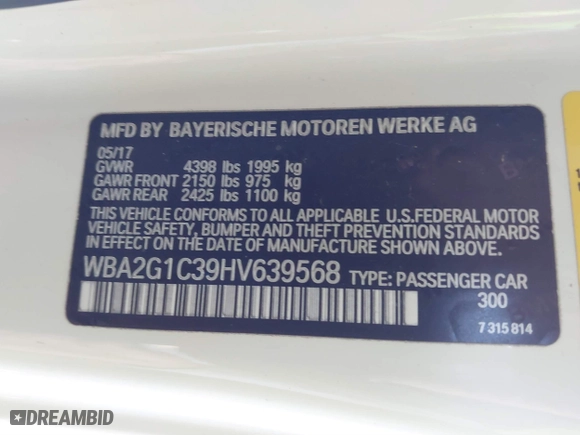 MFD BY BAYERISCHE MOTOREN WERKE AG
05/17
GVWR 4398 lbs 1995 kg
GAWR FRONT 2150 lbs 975 kg
GAWR REAR 2425 lbs 1100 kg
THIS VEHICLE CONFORMS TO ALL APPLICABLE U.S.FEDERAL MOTOR
VEHICLE SAFETY, BUMPER AND THEFT PREVENTION STANDARDS
IN EFFECT ON THE DATE OF MANUFACTURE SHOWN ABOVE.
WBA2G1C39HV639568 TYPE: PASSENGER CAR
300
7 315 814
DREAMBID